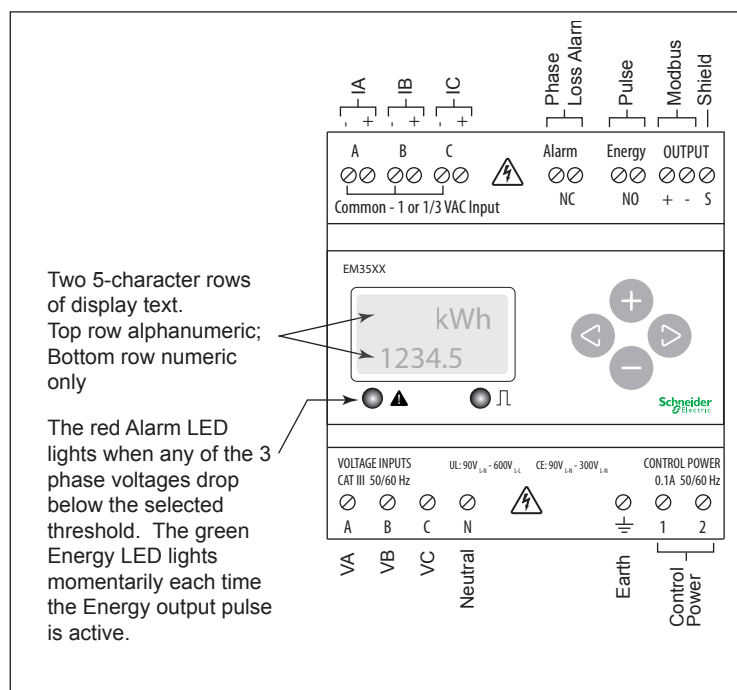 IA
IB
IC
Phase
Loss Alarm
Pulse
Modbus
Shield
- + - + - +
A B C Alarm Energy OUTPUT
NC NO + - S
Common - 1 or 1/3 VAC Input
EM35XX
kWh
1234.5
Schneider
Electric
Two 5-character rows
of display text.
Top row alphanumeric;
Bottom row numeric
only
The red Alarm LED
lights when any of the 3
phase voltages drop
below the selected
threshold. The green
Energy LED lights
momentarily each time
the Energy output pulse
is active.
VOLTAGE INPUTS UL: 90V L-N - 600V L-L CE: 90V L-N - 300V L-N CONTROL POWER
CAT III 50/60 Hz 0.1A 50/60 Hz
A B C N 1 2
VA
VB
VC
Neutral
Earth
Control
Power